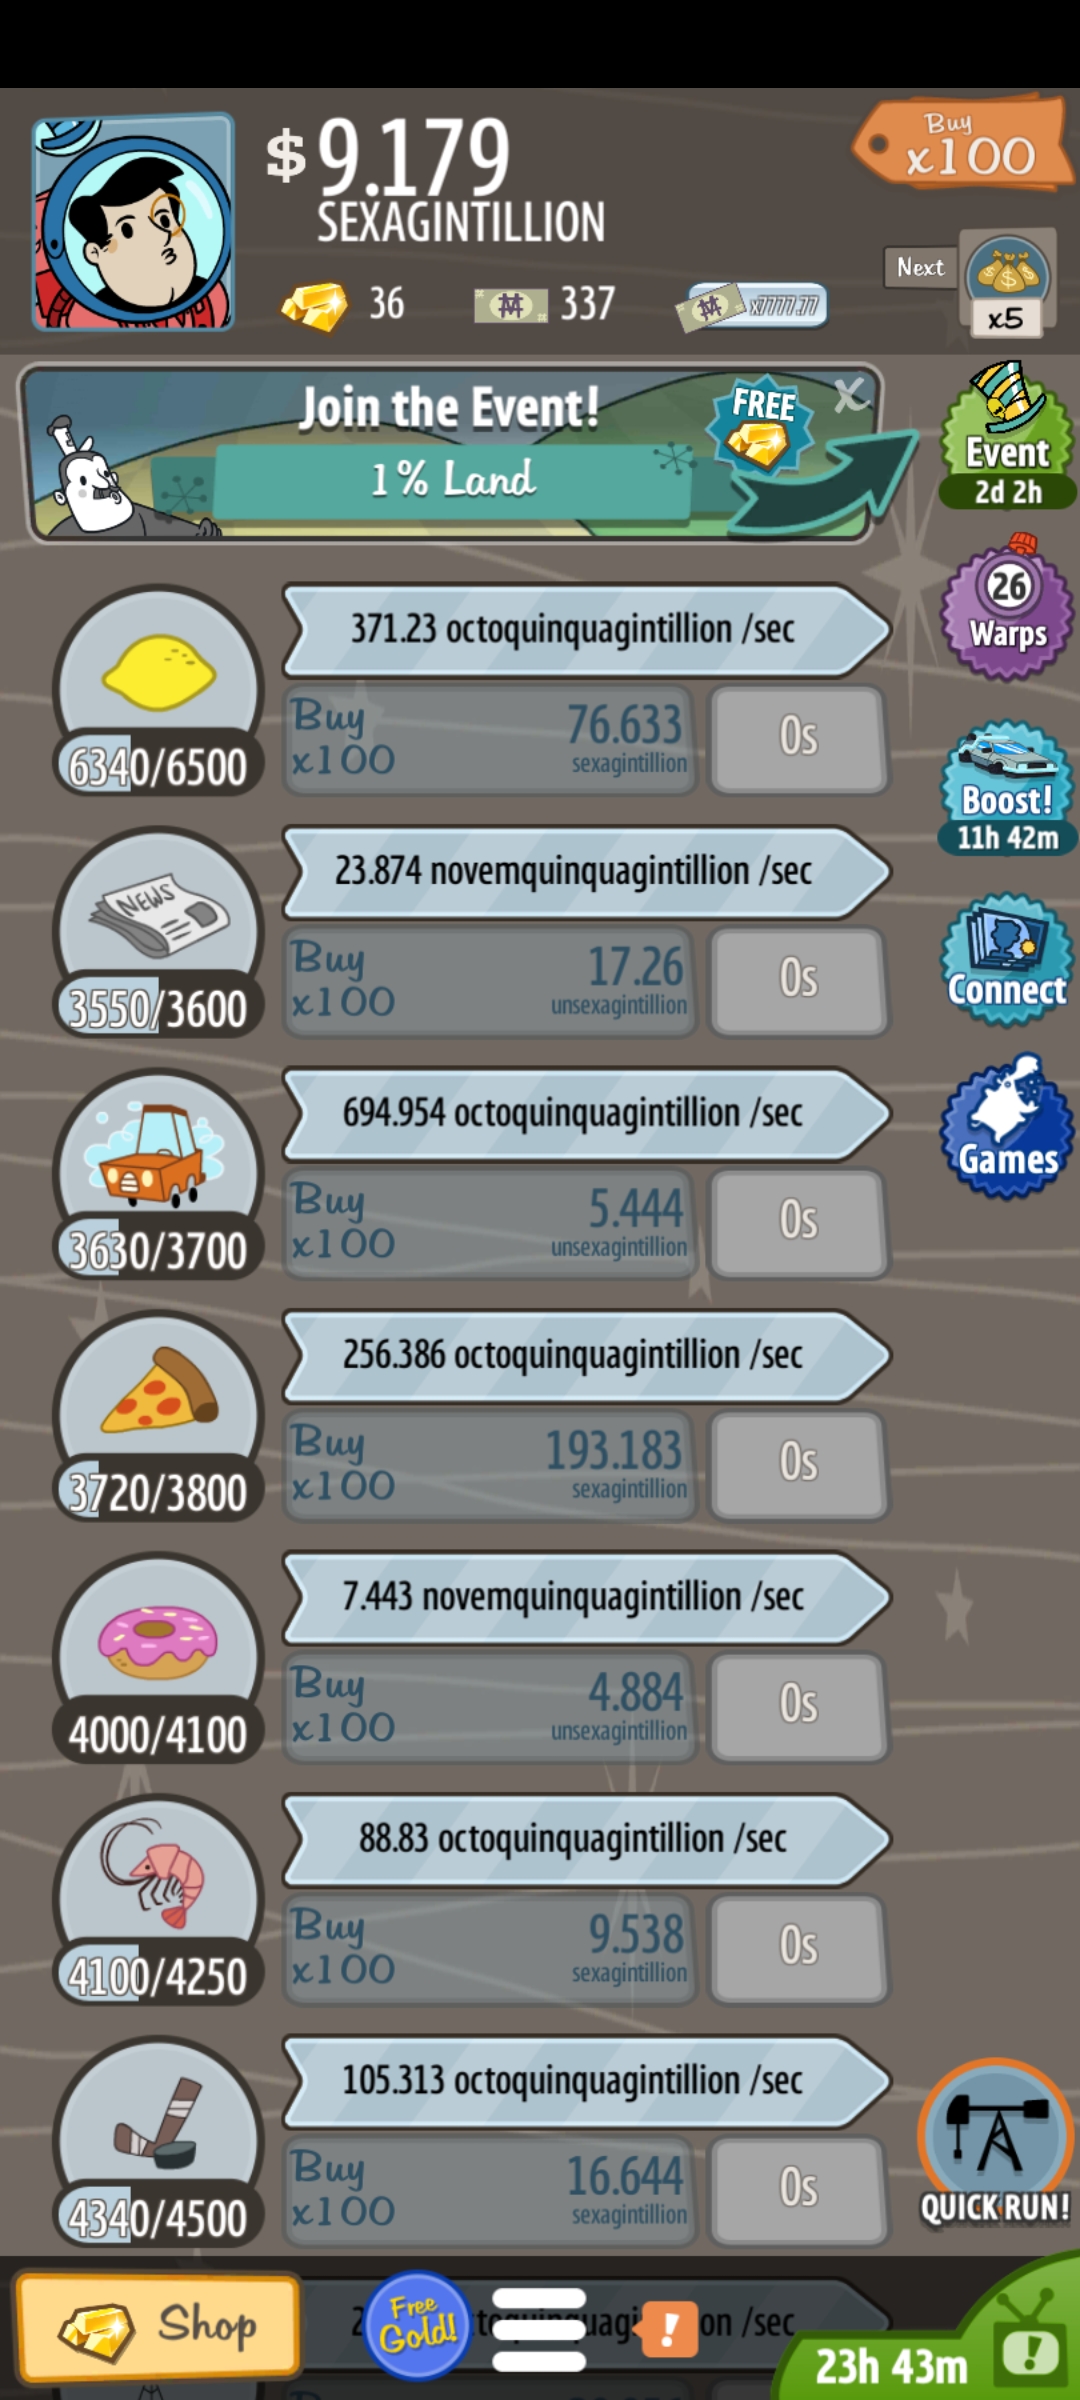 $ 9.179
SEXAGINTILLION
Buy
x100
36
337
x7777.77
Next
x5
Join the Event!
1% Land
FREE
X
Event
2d 2h
26
Warps
Boost!
11h 42m
Connect
Games
371.23 octoquinquagintillion /sec
Buy
x100
76.633
sexagintillion
0s
6340/6500
NEWS
23.874 novemquinquagintillion /sec
Buy
x100
17.26
unsexagintillion
0s
3550/3600
694.954 octoquinquagintillion /sec
Buy
x100
5.444
unsexagintillion
0s
3630/3700
256.386 octoquinquagintillion /sec
Buy
x100
193.183
sexagintillion
0s
3720/3800
7.443 novemquinquagintillion /sec
Buy
x100
4.884
unsexagintillion
0s
4000/4100
88.83 octoquinquagintillion /sec
Buy
x100
9.538
sexagintillion
0s
4100/4250
105.313 octoquinquagintillion /sec
Buy
x100
16.644
sexagintillion
0s
4340/4500
QUICK RUN!
Shop
Free
Gold!
!
/sec
23h 43m
!